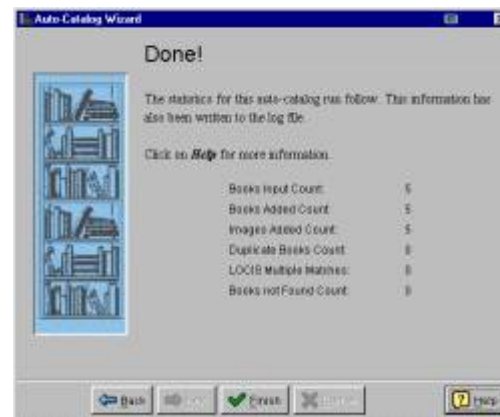 Auto-Catalog Wizard
Done!
The statistics for this auto-catalog run follow. This information has
also been written to the log file.
Click on Help for more information.
Books Input Count: 5
Books Added Count: 5
Images Added Count: 5
Duplicate Books Count: 0
LOCIS Multiple Matches: 0
Books not Found Count: 0
Back
Finish
Help